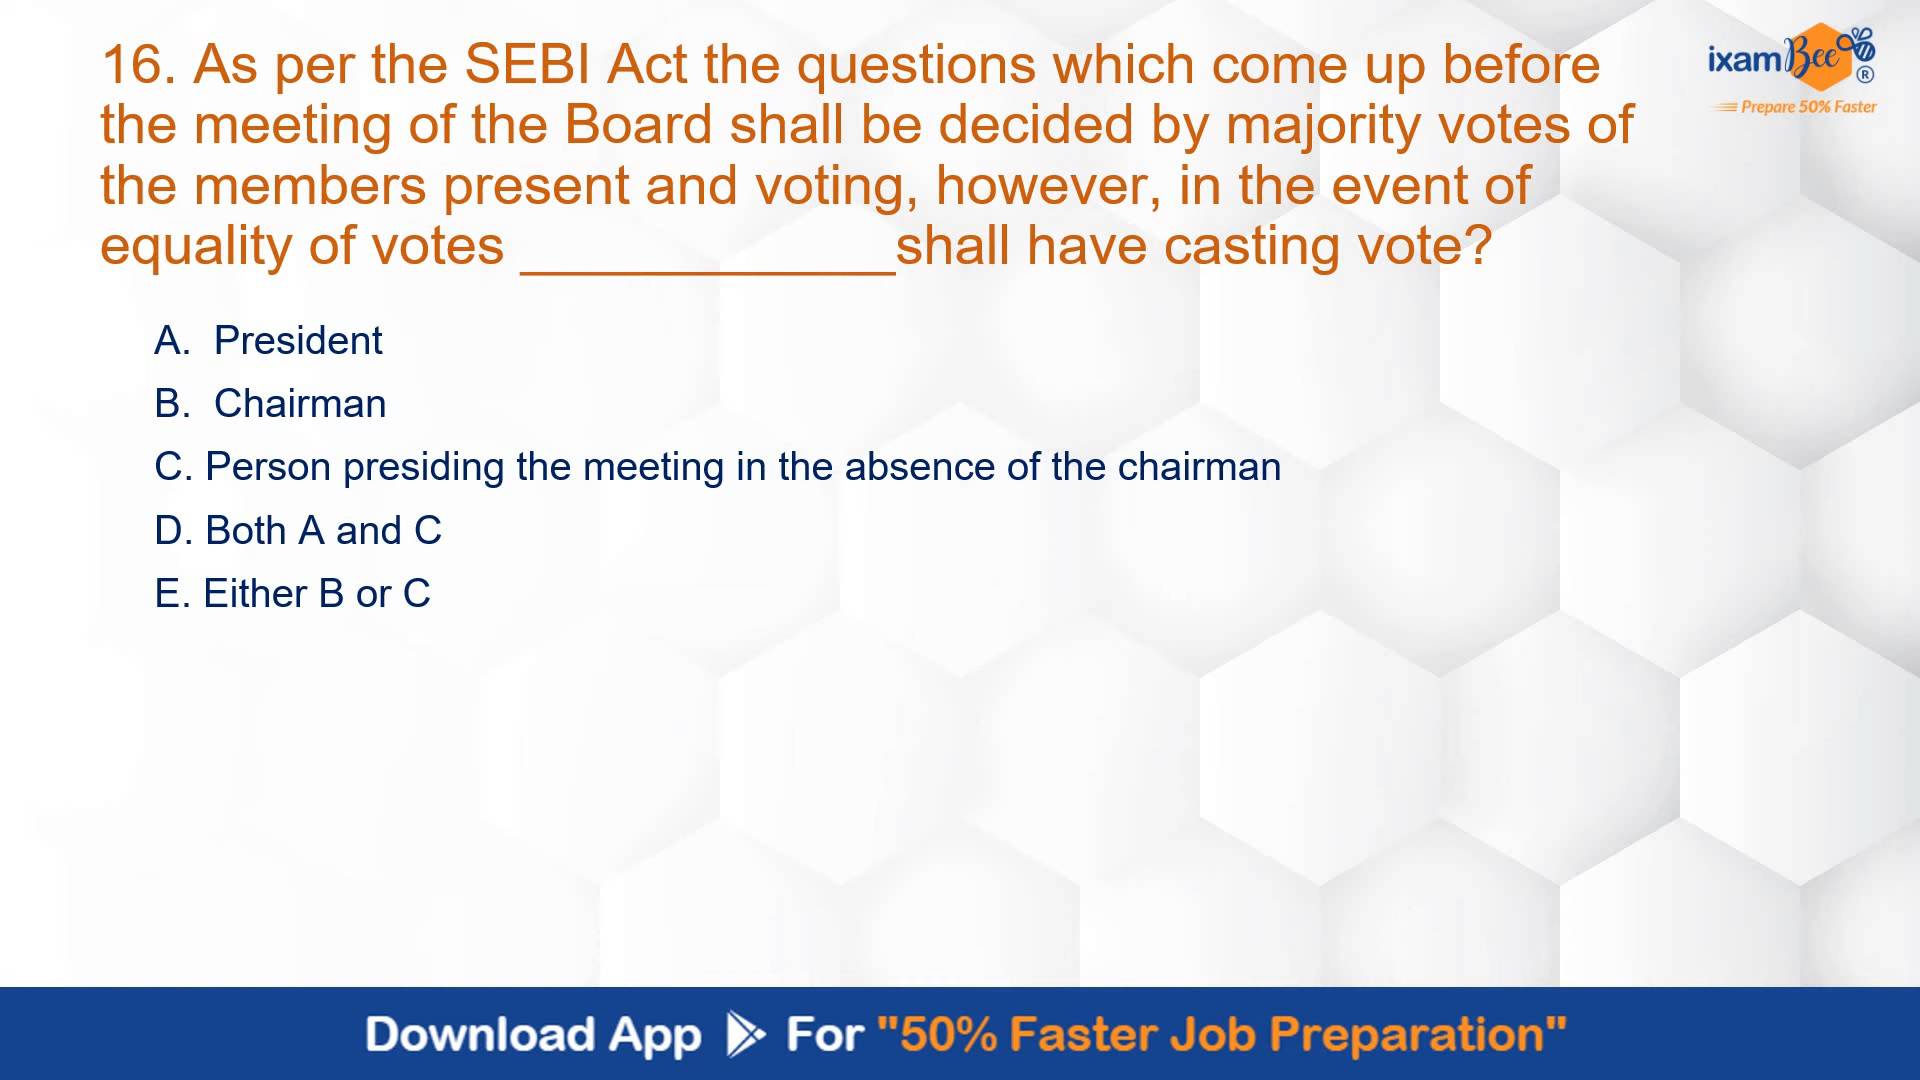 16. As per the SEBI Act the questions which come up before
the meeting of the Board shall be decided by majority votes of
the members present and voting, however, in the event of
equality of votes ____________shall have casting vote?
ixamBee®
Prepare 50% Faster
A. President
B. Chairman
C. Person presiding the meeting in the absence of the chairman
D. Both A and C
E. Either B or C
Download App For "50% Faster Job Preparation"